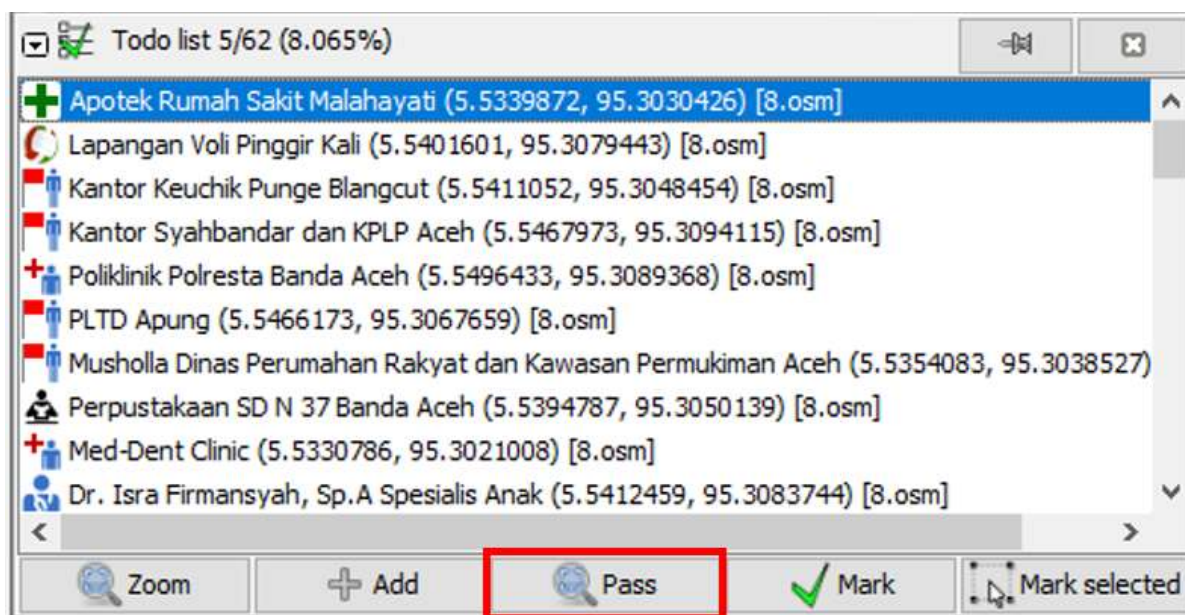 Todo list 5/62 (8.065%)
Apotek Rumah Sakit Malahayati (5.5339872, 95.3030426) [8.osm]
Lapangan Voli Pinggir Kali (5.5401601, 95.3079443) [8.osm]
Kantor Keuchik Punge Blangcut (5.5411052, 95.3048454) [8.osm]
Kantor Syahbandar dan KPLP Aceh (5.5467973, 95.3094115) [8.osm]
Poliklinik Polresta Banda Aceh (5.5496433, 95.3089368) [8.osm]
PLTD Apung (5.5466173, 95.3067659) [8.osm]
Musholla Dinas Perumahan Rakyat dan Kawasan Permukiman Aceh (5.5354083, 95.3038527)
Perpustakaan SD N 37 Banda Aceh (5.5394787, 95.3050139) [8.osm]
Med-Dent Clinic (5.5330786, 95.3021008) [8.osm]
Dr. Isra Firmansyah, Sp.A Spesialis Anak (5.5412459, 95.3083744) [8.osm]
Zoom Add Pass Mark Mark selected